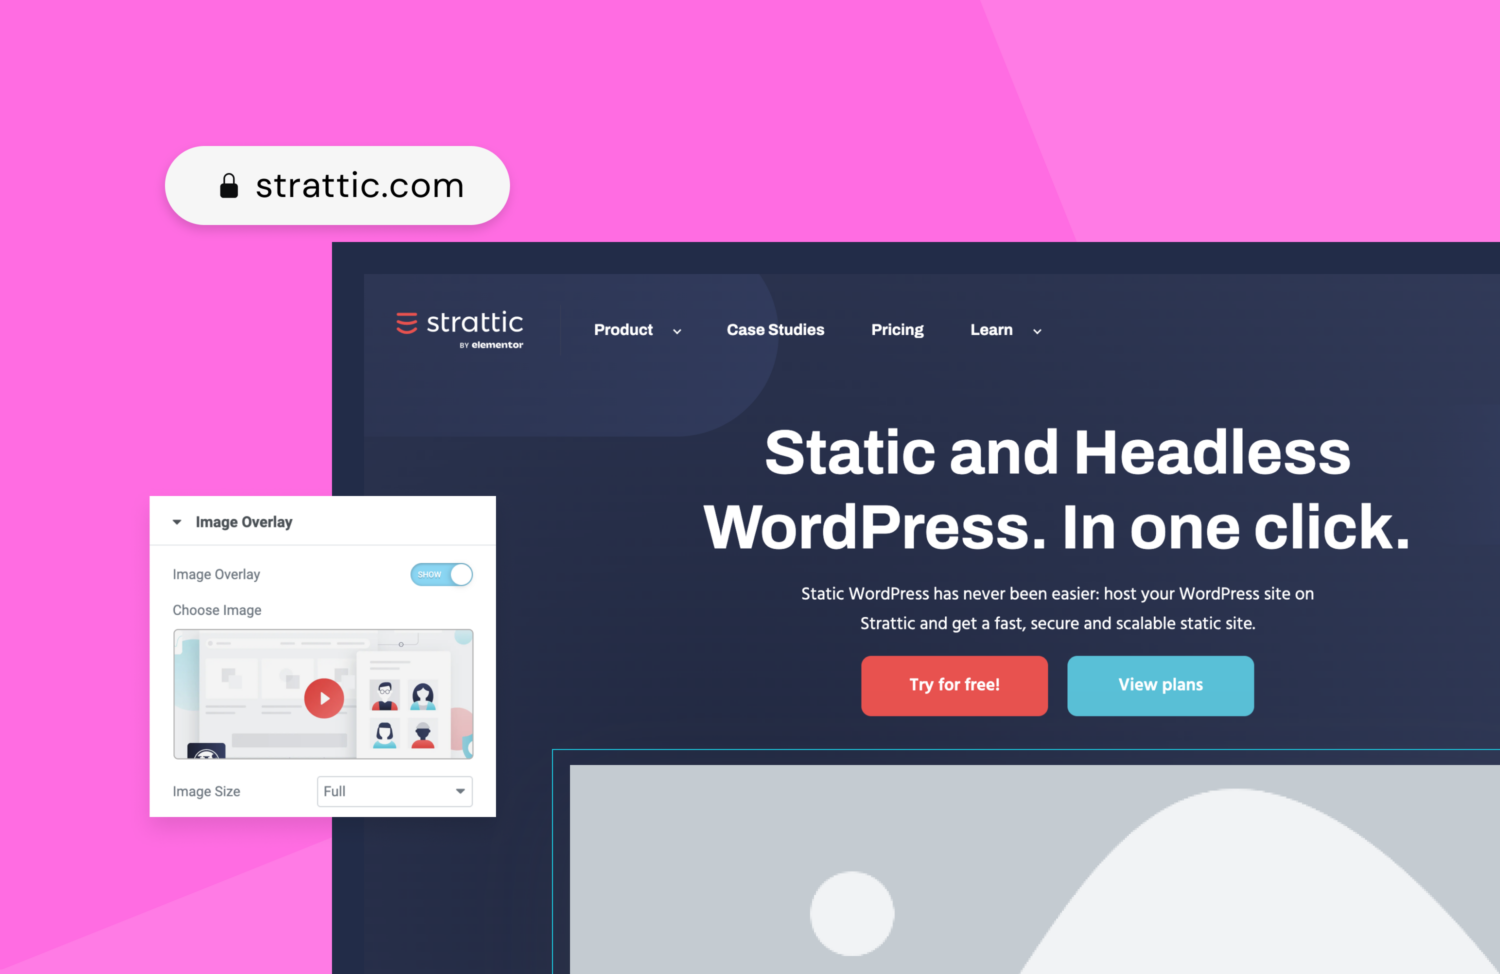 strattic.com
strattic
BY elementor
Product
Case Studies
Pricing
Learn
Static and Headless
WordPress. In one click.
Static WordPress has never been easier: host your WordPress site on
Strattic and get a fast, secure and scalable static site.
Try for free!
View plans
Image Overlay
Image Overlay
SHOW
Choose Image
Image Size
Full